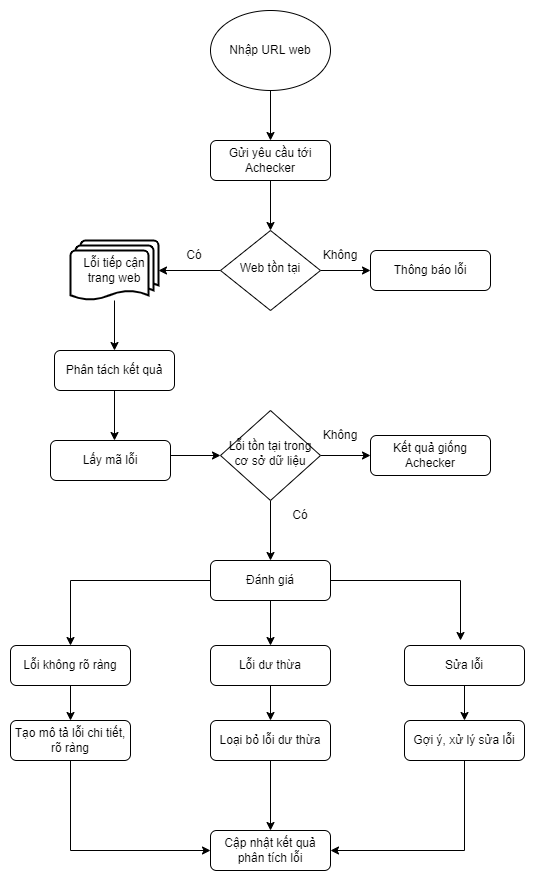 Nhập URL web
Gửi yêu cầu tới
Achecker
Có
Không
Lỗi tiếp cận
trang web
Web tồn tại
Thông báo lỗi
Phân tách kết quả
Lấy mã lỗi
Lỗi tồn tại trong
cơ sở dữ liệu
Không
Kết quả giống
Achecker
Có
Đánh giá
Lỗi không rõ ràng
Lỗi dư thừa
Sửa lỗi
Tạo mô tả lỗi chi tiết,
rõ ràng
Loại bỏ lỗi dư thừa
Gợi ý, xử lý sửa lỗi
Cập nhật kết quả
phân tích lỗi